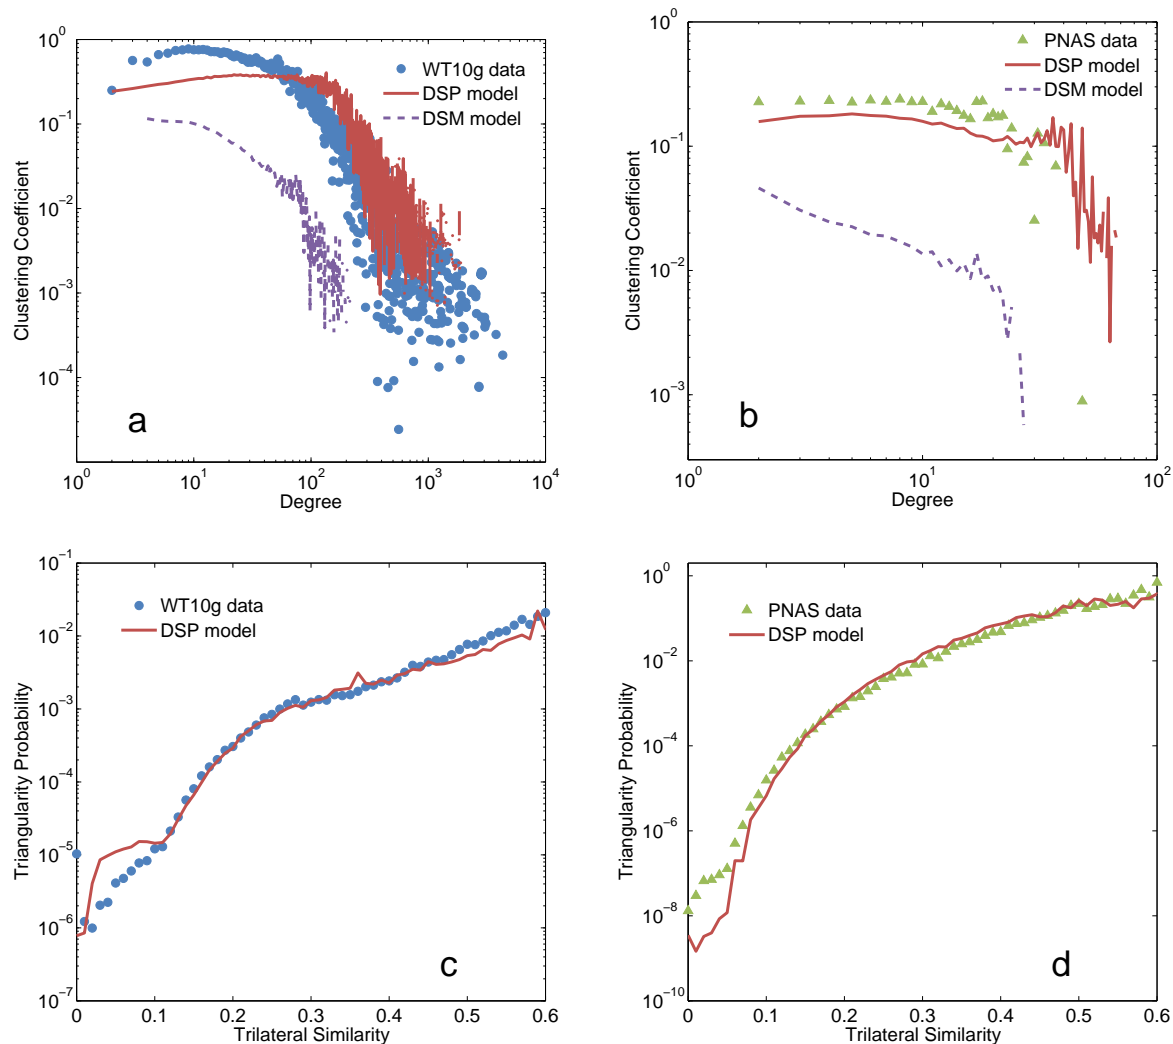 Clustering Coefficient
10^0
10^-1
10^-2
10^-3
10^-4
WT10g data
DSP model
DSM model
a
10^0
10^1
10^2
10^3
10^4
Degree
Clustering Coefficient
10^0
10^-1
10^-2
10^-3
PNAS data
DSP model
DSM model
b
10^0
10^1
10^2
Degree
Triangularity Probability
10^-1
10^-2
10^-3
10^-4
10^-5
10^-6
10^-7
WT10g data
DSP model
c
0
0.1
0.2
0.3
0.4
0.5
0.6
Trilateral Similarity
Triangularity Probability
10^0
10^-2
10^-4
10^-6
10^-8
10^-10
PNAS data
DSP model
d
0
0.1
0.2
0.3
0.4
0.5
0.6
Trilateral Similarity